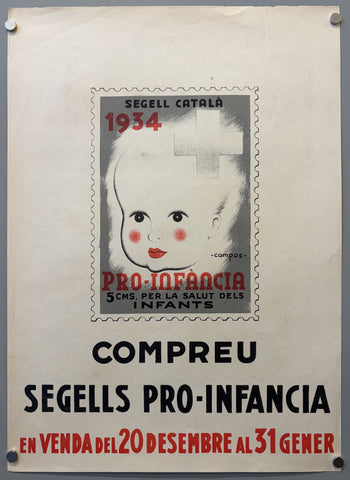 SEGELL CATALÀ
1934
-campos-
PRO-INFÀNCIA
5 CMS. PER LA SALUT DELS
INFANTS
COMPREU
SEGELLS PRO-INFANCIA
EN VENDA DEL 20 DESEMBRE AL 31 GENER